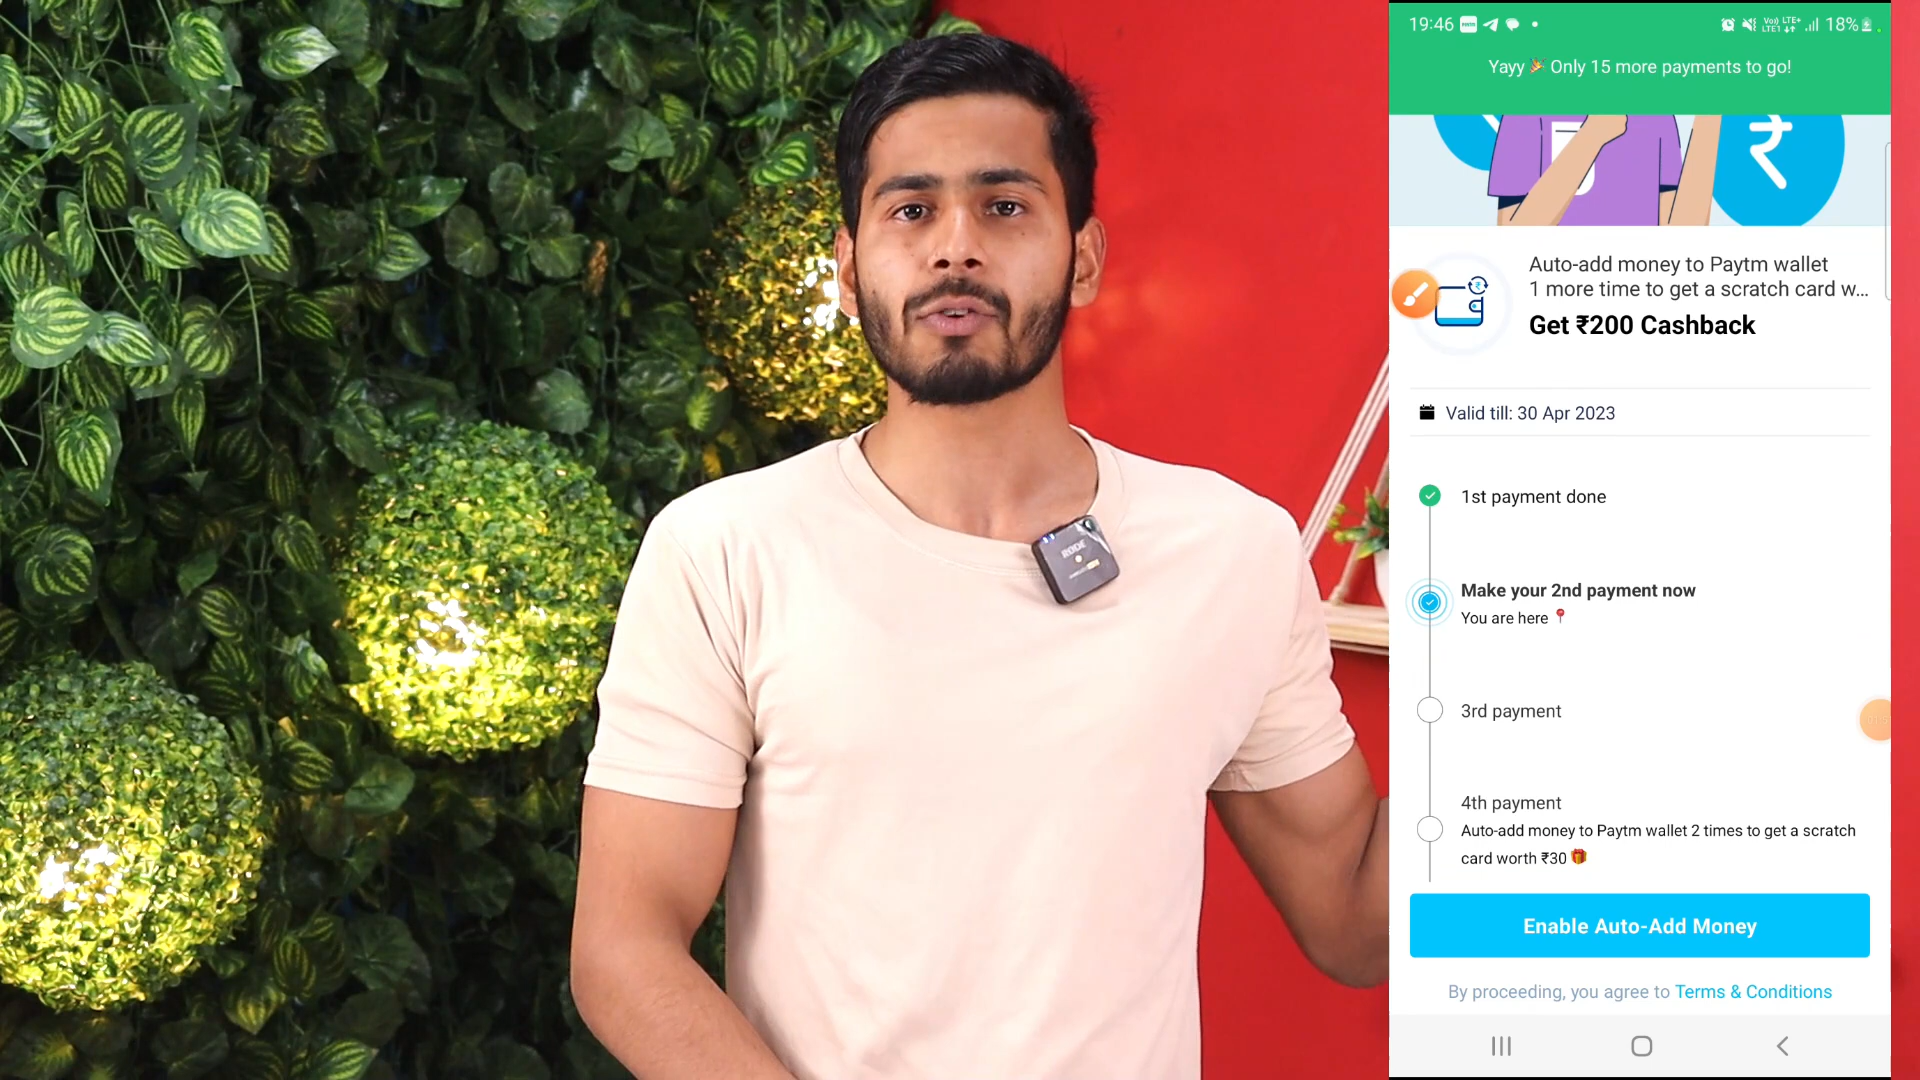 19:46
18%
Yayy 🎉 Only 15 more payments to go!
₹
Auto-add money to Paytm wallet
1 more time to get a scratch card w...
Get ₹200 Cashback
Valid till: 30 Apr 2023
1st payment done
Make your 2nd payment now
You are here 📍
3rd payment
4th payment
Auto-add money to Paytm wallet 2 times to get a scratch
card worth ₹30 🎁
Enable Auto-Add Money
By proceeding, you agree to Terms & Conditions
RODE